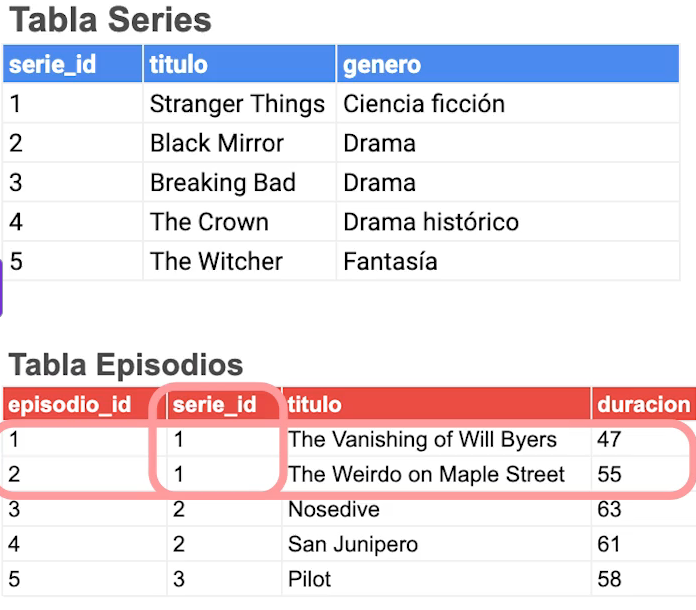 Tabla Series
serie_id titulo genero
1 Stranger Things Ciencia ficción
2 Black Mirror Drama
3 Breaking Bad Drama
4 The Crown Drama histórico
5 The Witcher Fantasía
Tabla Episodios
episodio_id serie_id titulo duracion
1 1 The Vanishing of Will Byers 47
2 1 The Weirdo on Maple Street 55
3 2 Nosedive 63
4 2 San Junipero 61
5 3 Pilot 58